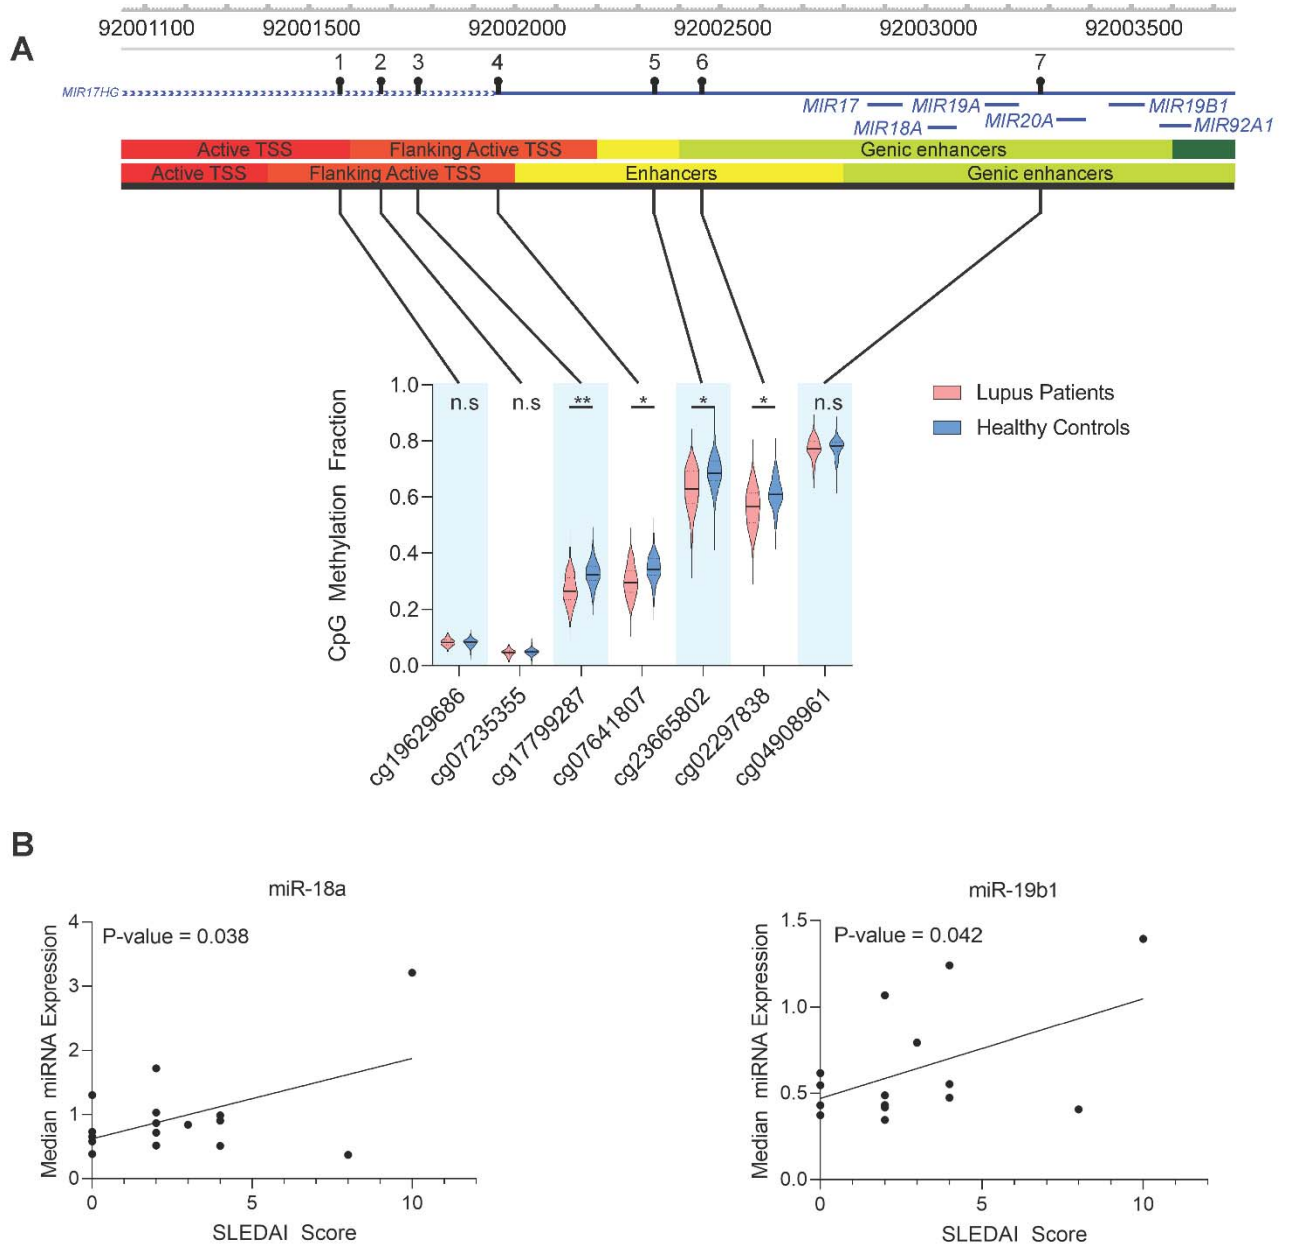 A
92001100 92001500 92002000 92002500 92003000 92003500
1 2 3 4 5 6 7
MIR17HG
MIR17 MIR19A MIR19B1
MIR18A MIR20A MIR92A1
Active TSS Flanking Active TSS Genic enhancers
Active TSS Flanking Active TSS Enhancers Genic enhancers
CpG Methylation Fraction
1.0
0.8
0.6
0.4
0.2
0.0
n.s n.s ** * * * n.s
Lupus Patients
Healthy Controls
cg19629686
cg07235355
cg17799287
cg07641807
cg23665802
cg02297838
cg04908961
B
miR-18a
P-value = 0.038
Median miRNA Expression
4
3
2
1
0
0 5 10
SLEDAI Score
miR-19b1
P-value = 0.042
Median miRNA Expression
1.5
1.0
0.5
0.0
0 5 10
SLEDAI Score